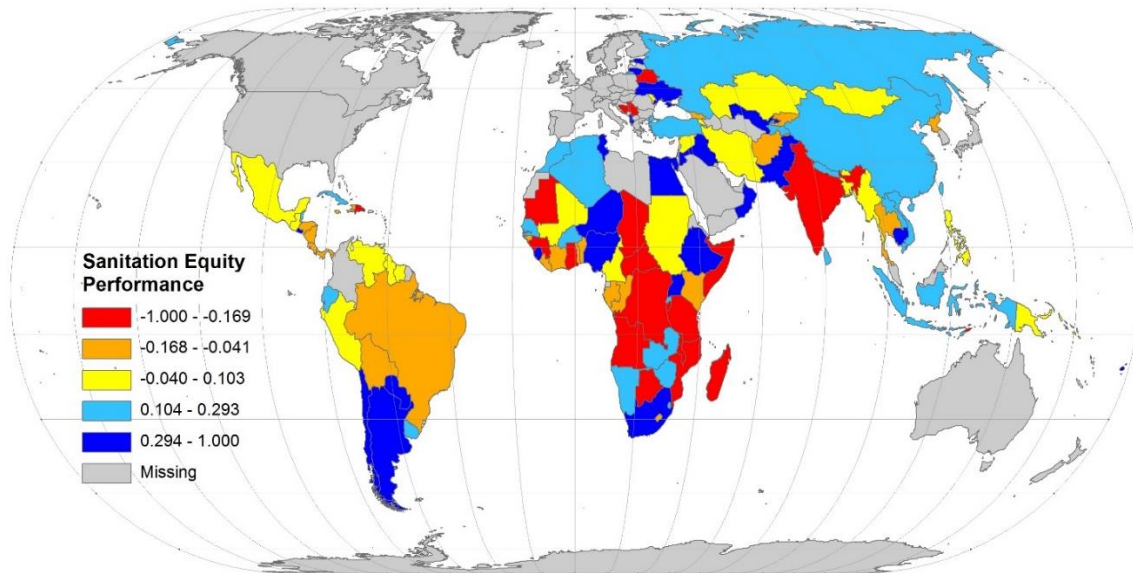 Sanitation Equity
Performance
-1.000 - -0.169
-0.168 - -0.041
-0.040 - 0.103
0.104 - 0.293
0.294 - 1.000
Missing